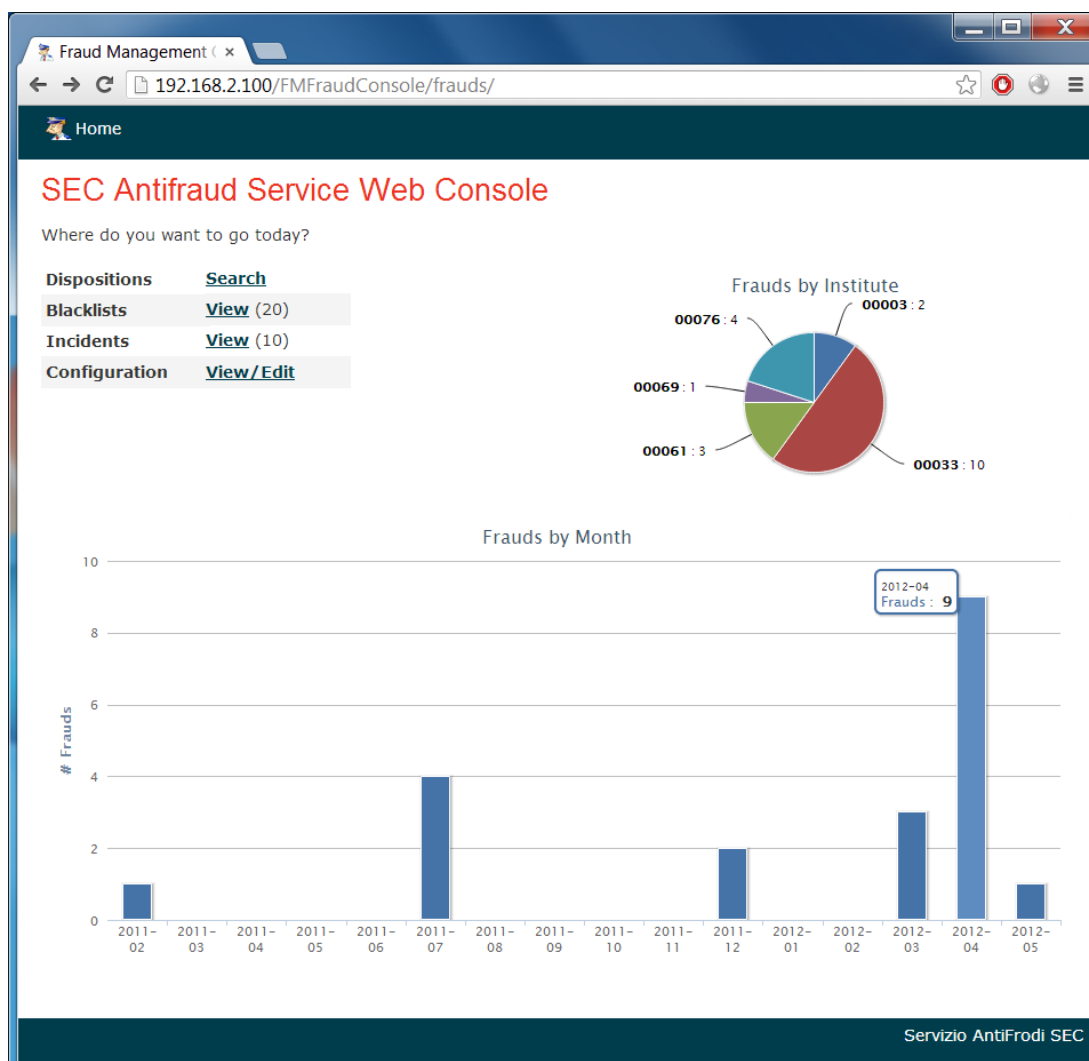 Fraud Management (
192.168.2.100/FMFraudConsole/frauds/
Home
SEC Antifraud Service Web Console
Where do you want to go today?
Dispositions Search
Blacklists View (20)
Incidents View (10)
Configuration View/Edit
Frauds by Institute
00003 : 2
00076 : 4
00069 : 1
00061 : 3
00033 : 10
Frauds by Month
# Frauds
10
8
6
4
2
0
2012-04
Frauds : 9
2011-02
2011-03
2011-04
2011-05
2011-06
2011-07
2011-08
2011-09
2011-10
2011-11
2011-12
2012-01
2012-02
2012-03
2012-04
2012-05
Servizio AntiFrodi SEC